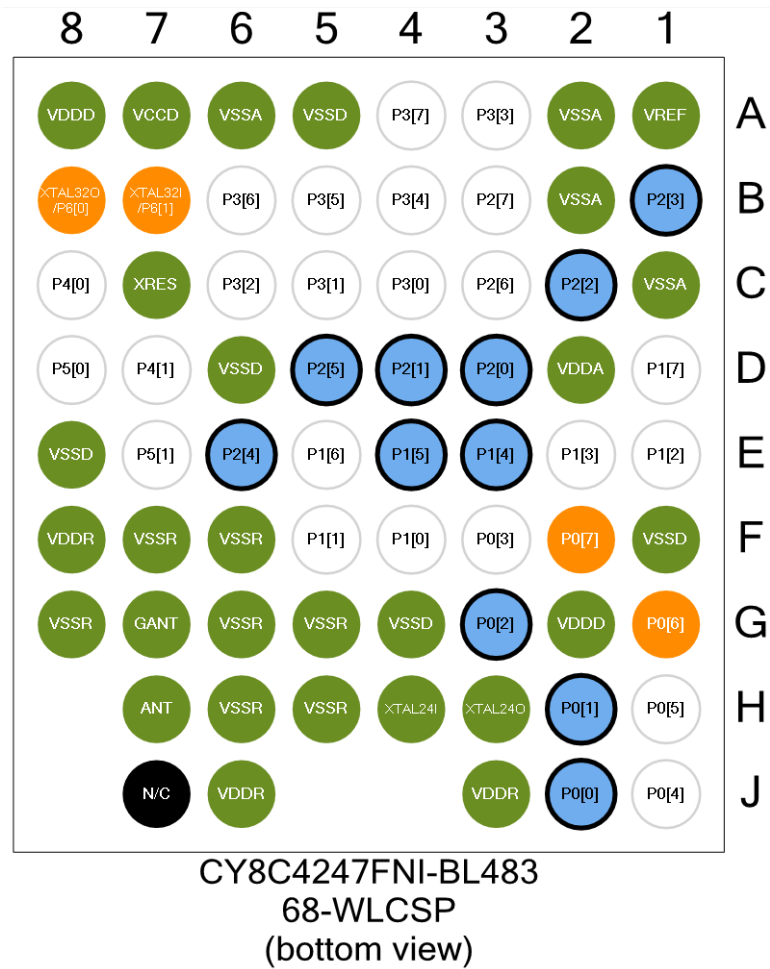 8 7 6 5 4 3 2 1
VDDD VCCD VSSA VSSD P3[7] P3[3] VSSA VREF A
XTAL32O
/P6[0] XTAL32I
/P6[1] P3[6] P3[5] P3[4] P2[7] VSSA P2[3] B
P4[0] XRES P3[2] P3[1] P3[0] P2[6] P2[2] VSSA C
P5[0] P4[1] VSSD P2[5] P2[1] P2[0] VDDA P1[7] D
VSSD P5[1] P2[4] P1[6] P1[5] P1[4] P1[3] P1[2] E
VDDR VSSR VSSR P1[1] P1[0] P0[3] P0[7] VSSD F
VSSR GANT VSSR VSSR VSSD P0[2] VDDD P0[6] G
ANT VSSR VSSR XTAL24I XTAL24O P0[1] P0[5] H
N/C VDDR VDDR P0[0] P0[4] J
CY8C4247FNI-BL483
68-WLCSP
(bottom view)